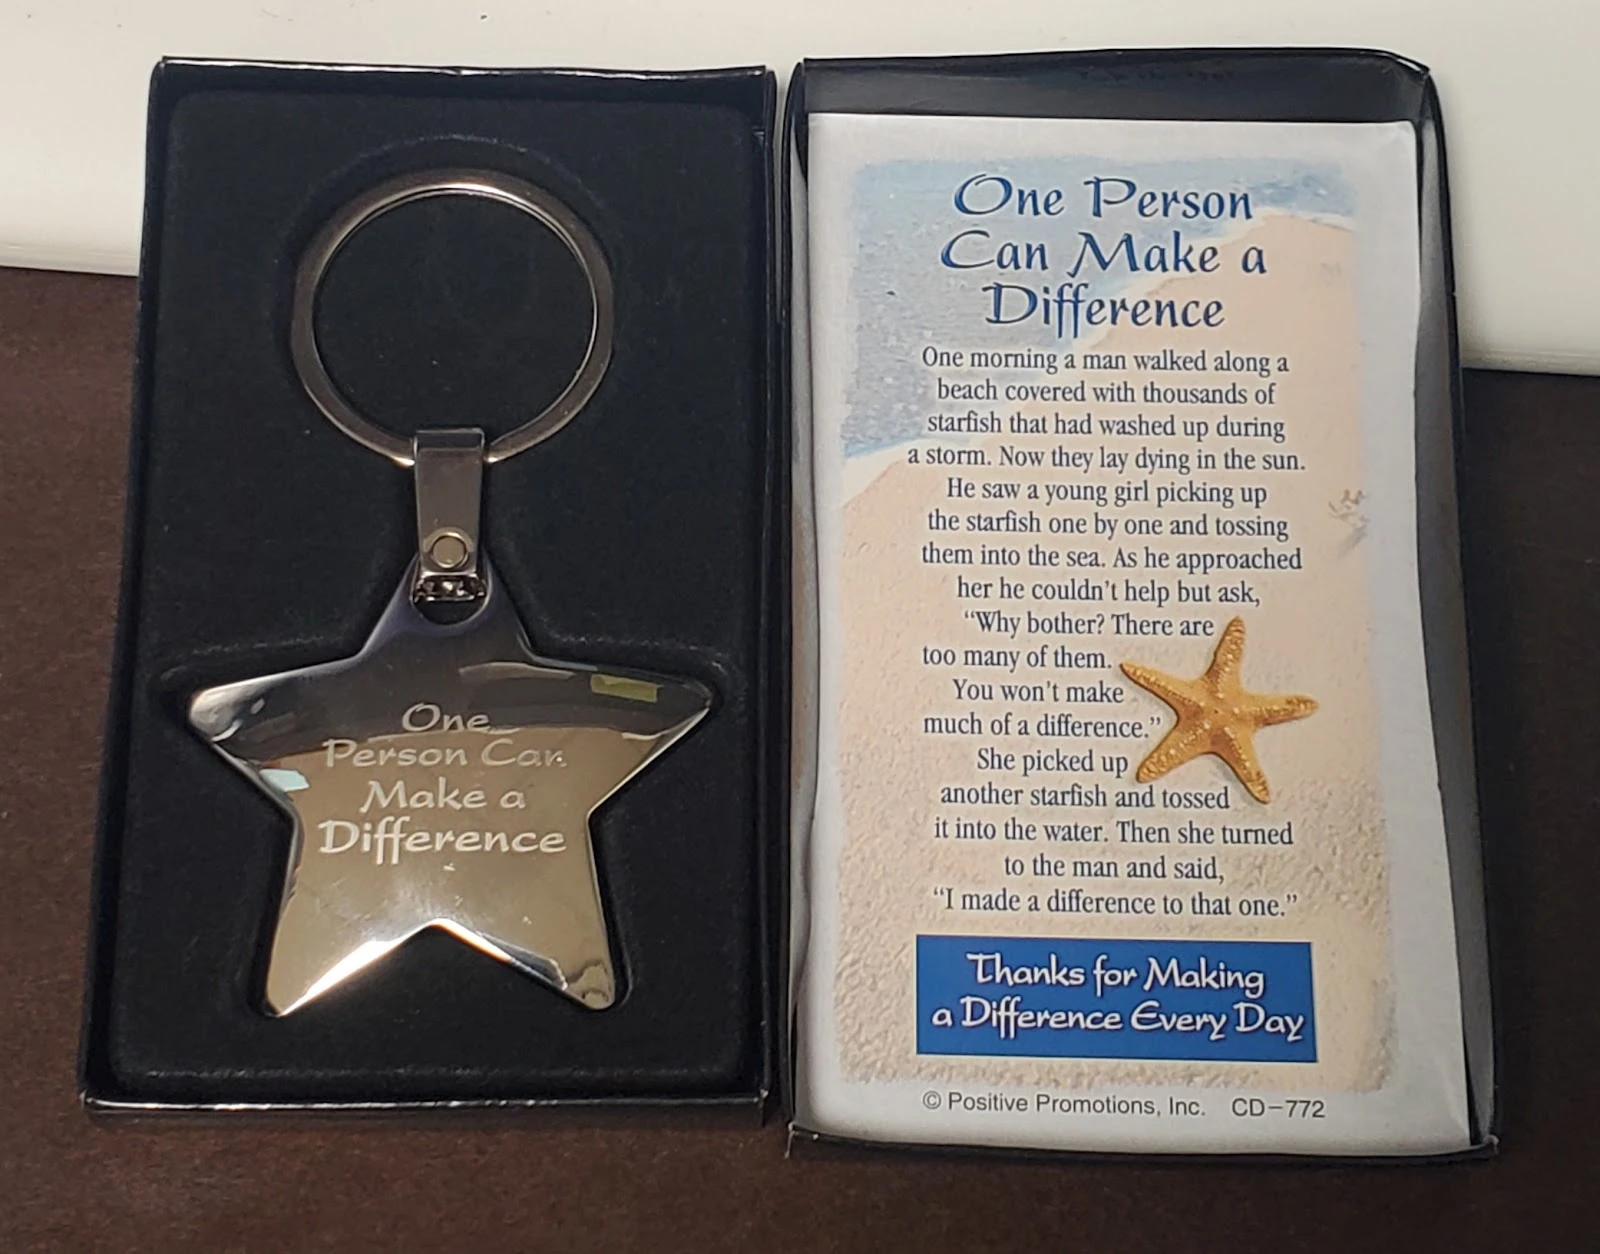 One
Person Can
Make a
Difference
One Person
Can Make a
Difference
One morning a man walked along a
beach covered with thousands of
starfish that had washed up during
a storm. Now they lay dying in the sun.
He saw a young girl picking up
the starfish one by one and tossing
them into the sea. As he approached
her he couldn't help but ask,
“Why bother? There are
too many of them.
You won't make
much of a difference.”
She picked up
another starfish and tossed
it into the water. Then she turned
to the man and said,
“I made a difference to that one.”
Thanks for Making
a Difference Every Day
© Positive Promotions, Inc. CD-772